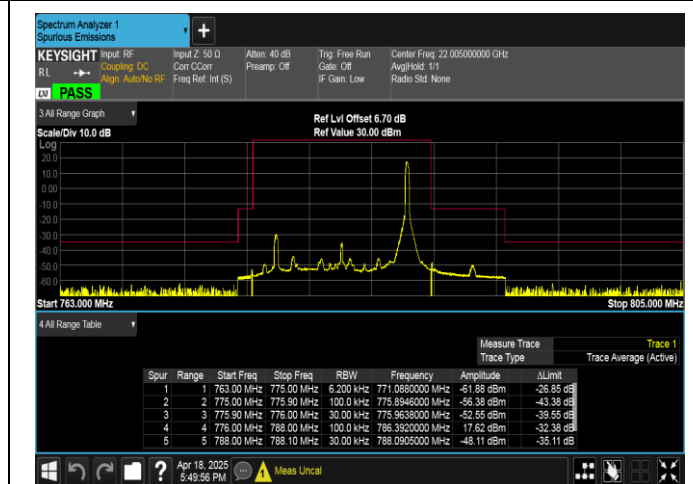 Spectrum Analyzer 1
Spurious Emissions
KEYSIGHT Input: RF Input Z: 50 Ω Atten: 40 dB Trig: Free Run Center Freq: 22.005000000 GHz
RL Coupling: DC Corr CCorr Preamp: Off Gate: Off Avg|Hold: 1/1
Align: Auto/No RF Freq Ref: Int (S) IF Gain: Low Radio Std: None
LXI PASS
3 All Range Graph
Ref Lvl Offset 6.70 dB
Scale/Div 10.0 dB Ref Value 30.00 dBm
Log
20.0
10.0
0.00
-10.0
-20.0
-30.0
-40.0
-50.0
-60.0
Start 763.000 MHz Stop 805.000 MHz
4 All Range Table
Measure Trace Trace 1
Trace Type Trace Average (Active)
Spur Range Start Freq Stop Freq RBW Frequency Amplitude ΔLimit
1 1 763.00 MHz 775.00 MHz 6.200 kHz 771.0880000 MHz -61.88 dBm -26.85 dB
2 2 775.00 MHz 775.90 MHz 100.0 kHz 775.8946000 MHz -56.38 dBm -43.38 dB
3 3 775.90 MHz 776.00 MHz 30.00 kHz 775.9638000 MHz -52.55 dBm -39.55 dB
4 4 776.00 MHz 788.00 MHz 100.0 kHz 786.3920000 MHz 17.62 dBm -32.38 dB
5 5 788.00 MHz 788.10 MHz 30.00 kHz 788.0905000 MHz -48.11 dBm -35.11 dB
? Apr 18, 2025
5:49:56 PM 1 Meas Uncal